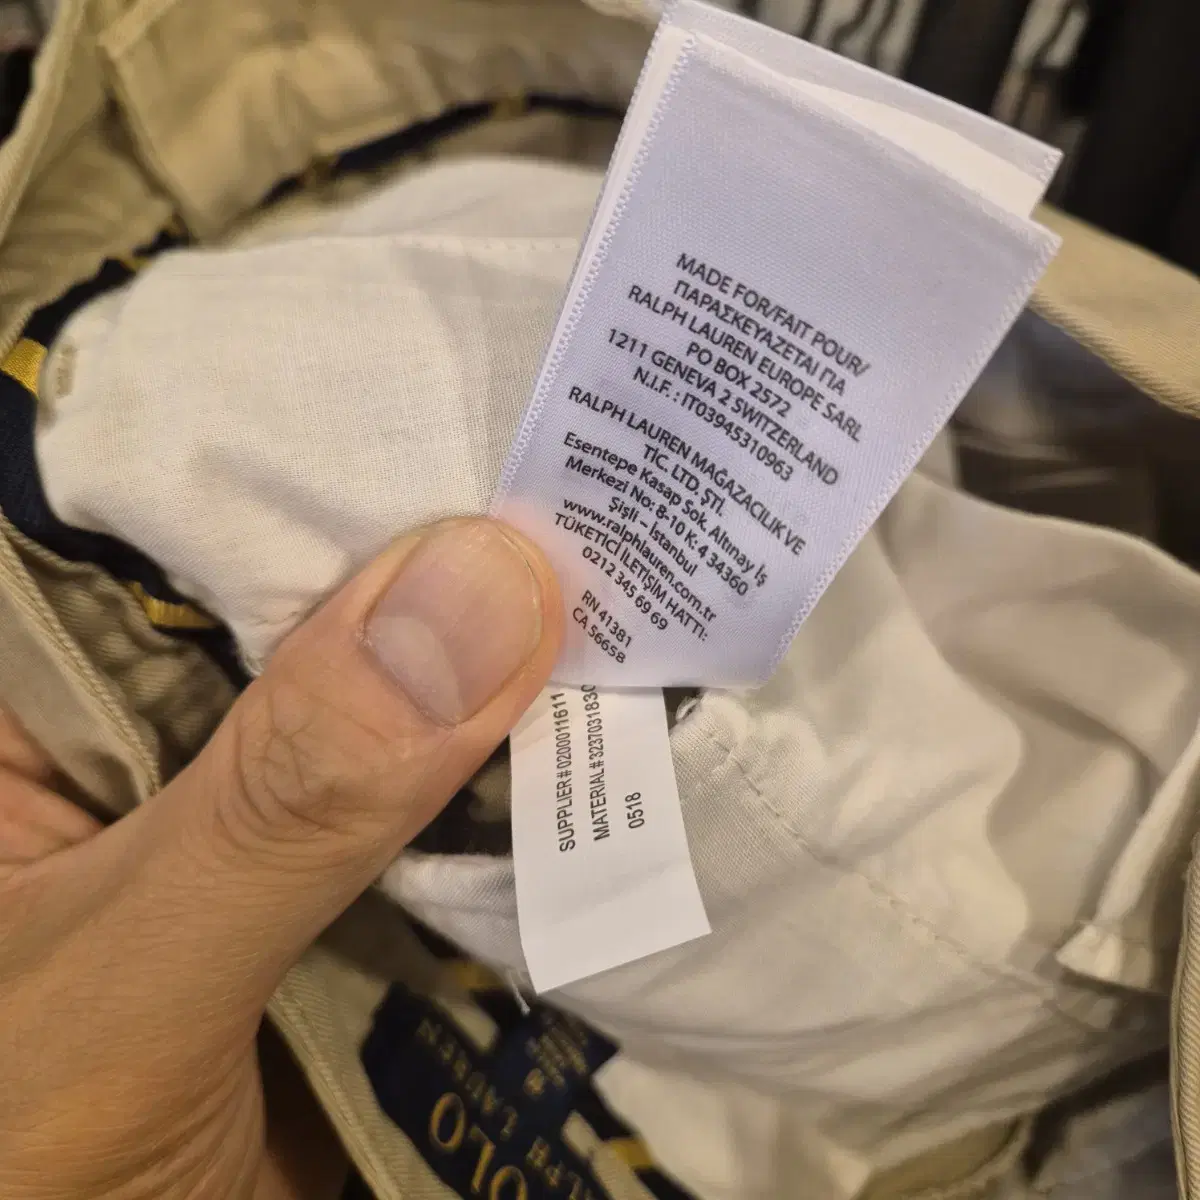 MADE FOR/FAIT POUR/
ΠΑΡΑΣΚΕΥΑΖΕΤΑΙ ΓΙΑ
RALPH LAUREN EUROPE SARL
PO BOX 2572
1211 GENEVA 2 SWITZERLAND
N.I.F. : IT03945310963
RALPH LAUREN MAĞAZACILIK VE
TİC. LTD. ŞTİ.
Esentepe Kasap Sok. Altınay İş
Merkezi No: 8-10 K. 4 34360
Şişli – İstanbul
www.ralphlauren.com.tr
TÜKETİCİ İLETİŞİM HATTI:
0212 345 69 69
RN 41381
CA 56658
SUPPLIER#0200011611
MATERIAL#3237031830
0518
POLO
RALPH LAUREN